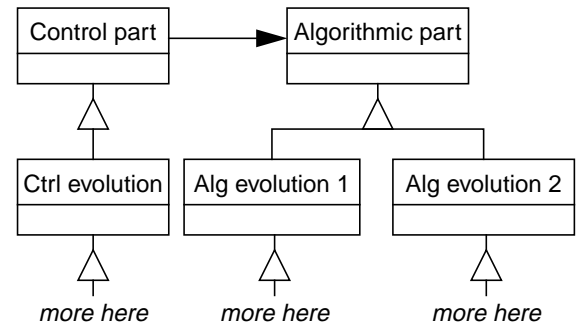 Control part
Algorithmic part
Ctrl evolution
Alg evolution 1
Alg evolution 2
more here
more here
more here